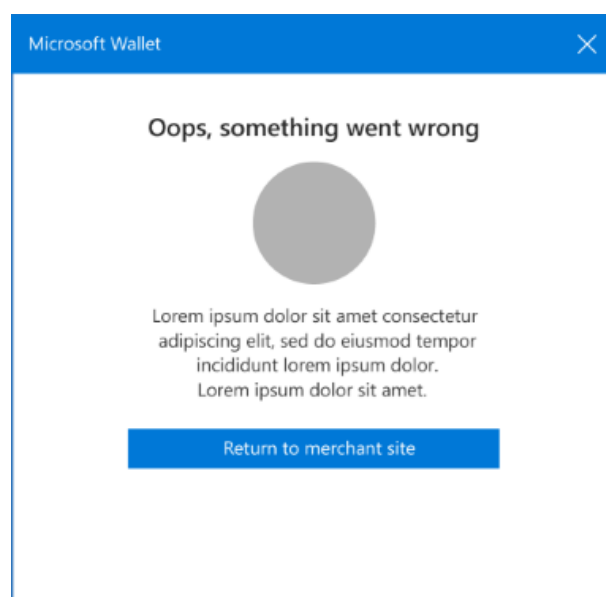 Microsoft Wallet
Oops, something went wrong
Lorem ipsum dolor sit amet consectetur
adipiscing elit, sed do eiusmod tempor
incididunt lorem ipsum dolor.
Lorem ipsum dolor sit amet.
Return to merchant site